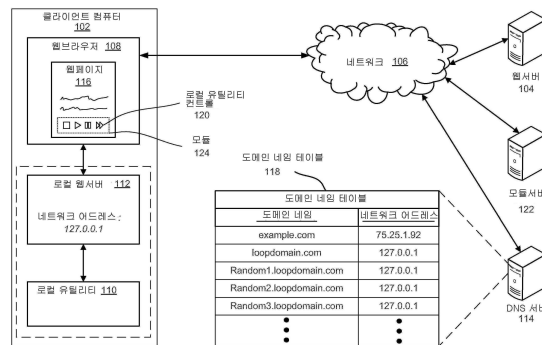 클라이언트 컴퓨터
102
웹브라우저 108
웹페이지
116
로컬 유틸리티
컨트롤
120
모듈
124
로컬 웹서버 112
네트워크 어드레스 :
127.0.0.1
로컬 유틸리티 110
네트워크 106
웹서버
104
모듈서버
122
DNS 서버
114
도메인 네임 테이블
118
도메인 네임 테이블
도메인 네임 네트워크 어드레스
example.com 75.25.1.92
loopdomain.com 127.0.0.1
Random1.loopdomain.com 127.0.0.1
Random2.loopdomain.com 127.0.0.1
Random3.loopdomain.com 127.0.0.1